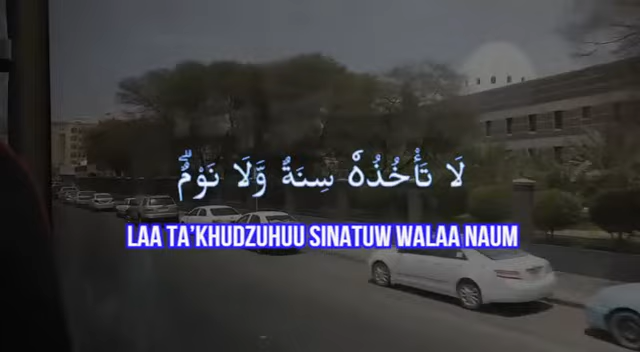 لَا تَأْخُذُهٗ سِنَةٌ وَّلَا نَوْمٌۗ
LAA TA'KHUDZUHUU SINATUW WALAA NAUM